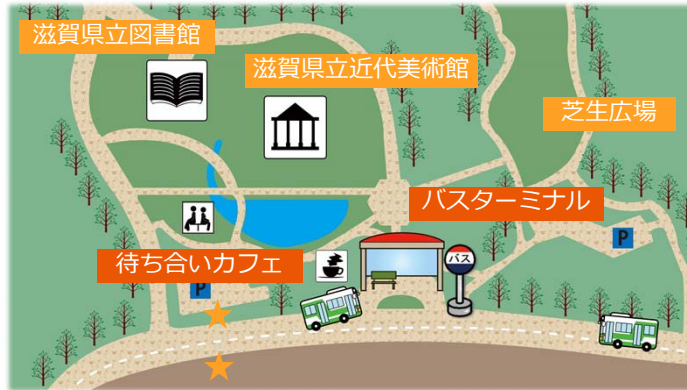 滋賀県立図書館
滋賀県立近代美術館
芝生広場
バスターミナル
P
バス
待ち合いカフェ
P